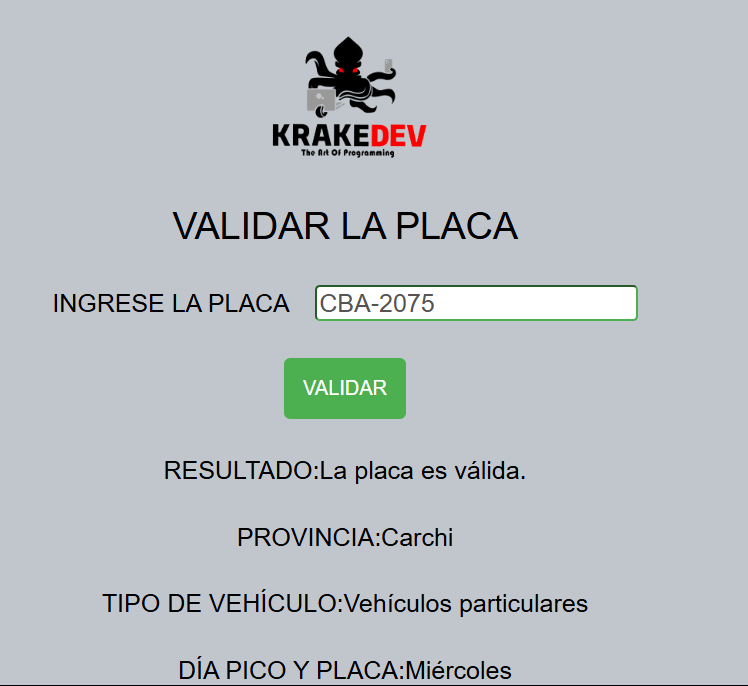 KRAKEDEV
The Art Of Programming
VALIDAR LA PLACA
INGRESE LA PLACA CBA-2075
VALIDAR
RESULTADO:La placa es válida.
PROVINCIA:Carchi
TIPO DE VEHÍCULO:Vehículos particulares
DÍA PICO Y PLACA:Miércoles